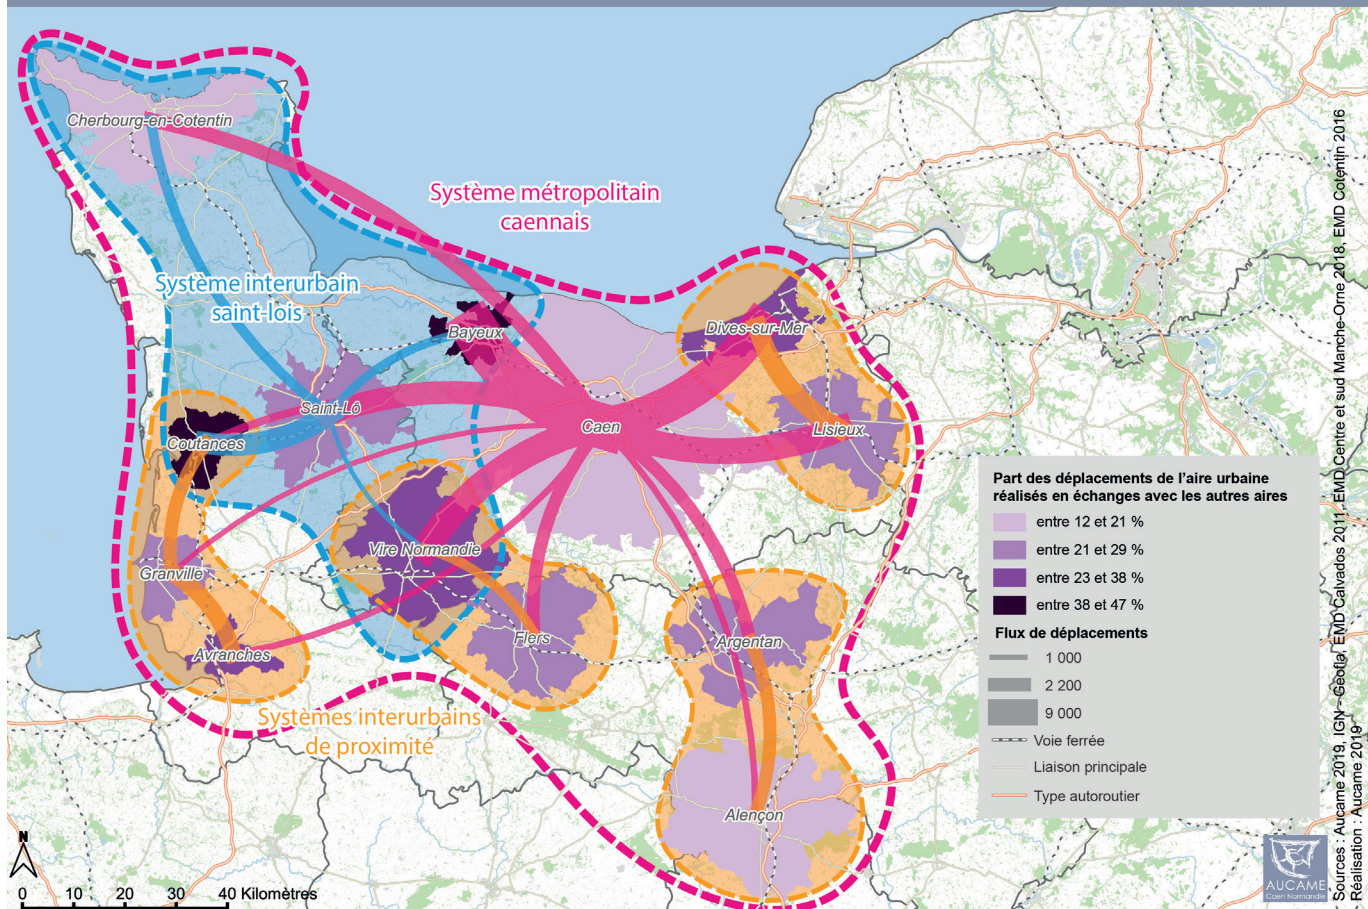 Cherbourg-en-Cotentin
Système métropolitain
caennais
Système interurbain
saint-lois
Bayeux
Dives-sur-Mer
Saint-Lô
Caen
Lisieux
Coutances
Vire Normandie
Granville
Flers
Argentan
Avranches
Systèmes interurbains
de proximité
Alençon
Part des déplacements de l'aire urbaine
réalisés en échanges avec les autres aires
entre 12 et 21 %
entre 21 et 29 %
entre 23 et 38 %
entre 38 et 47 %
Flux de déplacements
1 000
2 200
9 000
Voie ferrée
Liaison principale
Type autoroutier
N
0 10 20 30 40 Kilomètres
AUCAME
Caen Normandie
Sources : Aucame 2019, IGN - Géofla, EMD Calvados 2011, EMD Centre et sud Manche-Orne 2018, EMD Cotentin 2016
Réalisation : Aucame 2019